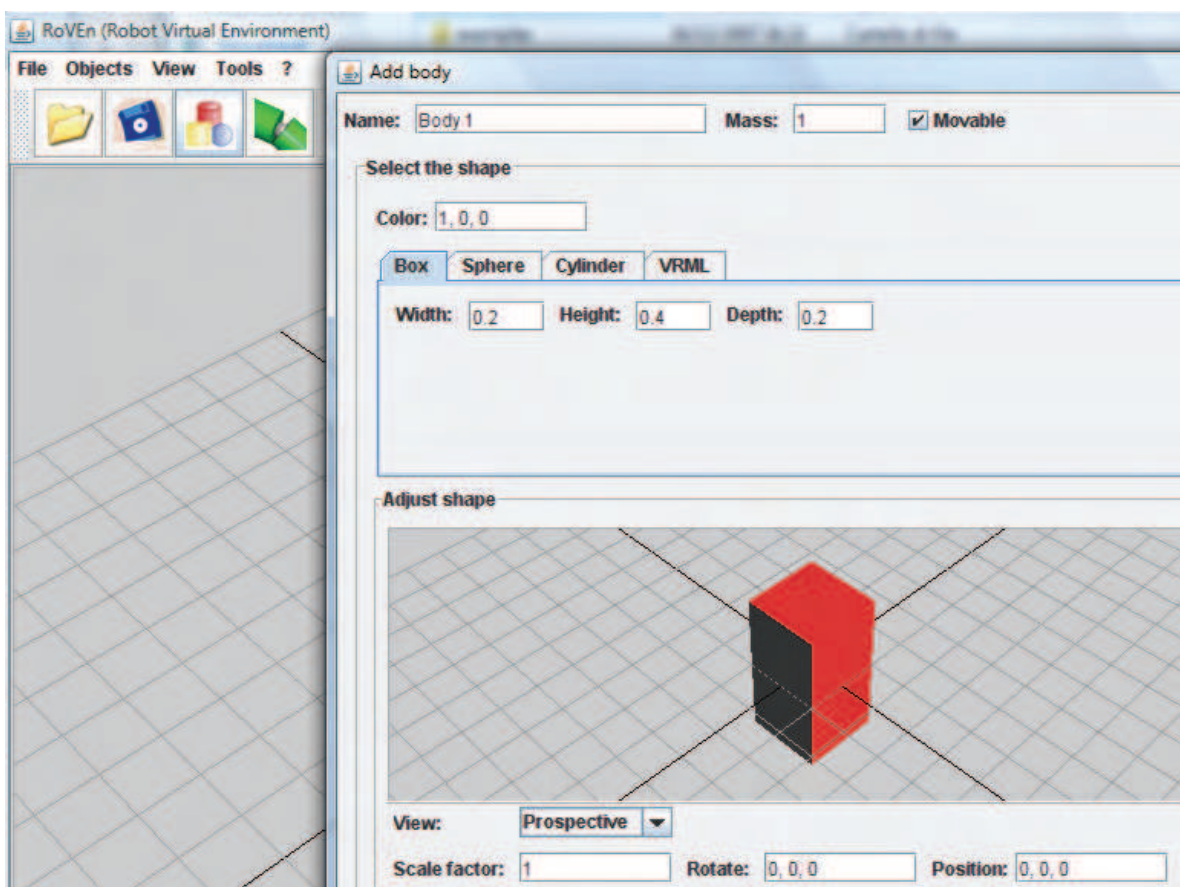 RoVEn (Robot Virtual Environment)
File Objects View Tools ?
Add body
Name: Body 1 Mass: 1 Movable
Select the shape
Color: 1, 0, 0
Box Sphere Cylinder VRML
Width: 0.2 Height: 0.4 Depth: 0.2
Adjust shape
View: Prospective
Scale factor: 1 Rotate: 0, 0, 0 Position: 0, 0, 0